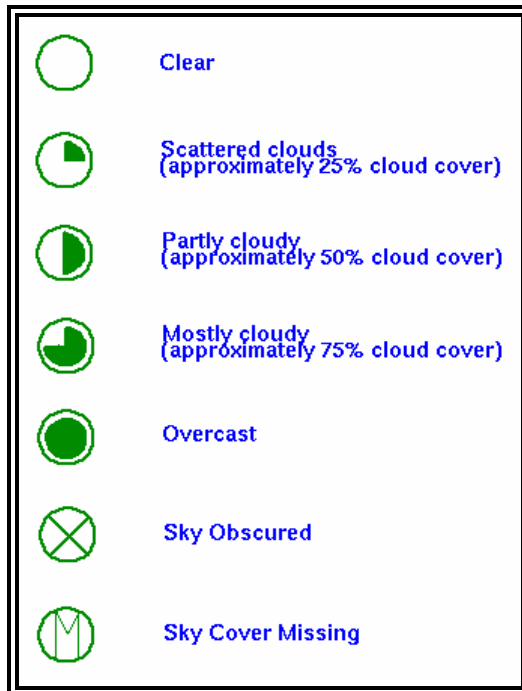 Clear
Scattered clouds
(approximately 25% cloud cover)
Partly cloudy
(approximately 50% cloud cover)
Mostly cloudy
(approximately 75% cloud cover)
Overcast
Sky Obscured
M
Sky Cover Missing